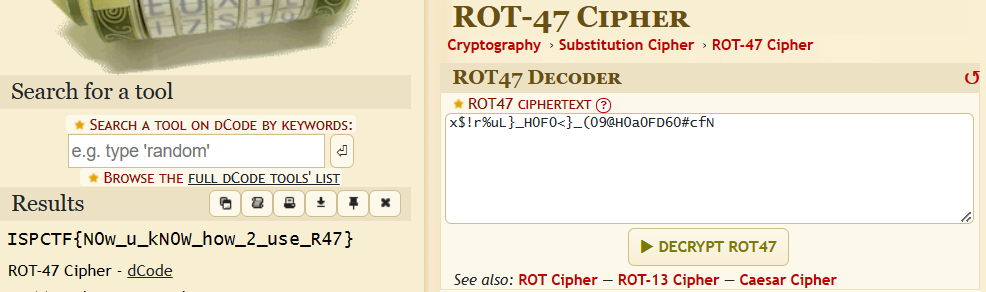 ROT-47 CIPHER
Cryptography › Substitution Cipher › ROT-47 Cipher
ROT47 DECODER
ROT47 CIPHERTEXT ?
x$!r%uL}_H0F0<}_(09@H0a0FD60#cfN
▶ DECRYPT ROT47
See also: ROT Cipher — ROT-13 Cipher — Caesar Cipher
Search for a tool
SEARCH A TOOL ON DCODE BY KEYWORDS:
e.g. type 'random'
BROWSE THE FULL DCODE TOOLS' LIST
Results
ISPCTF{N0w_u_kN0W_how_2_use_R47}
ROT-47 Cipher - dCode